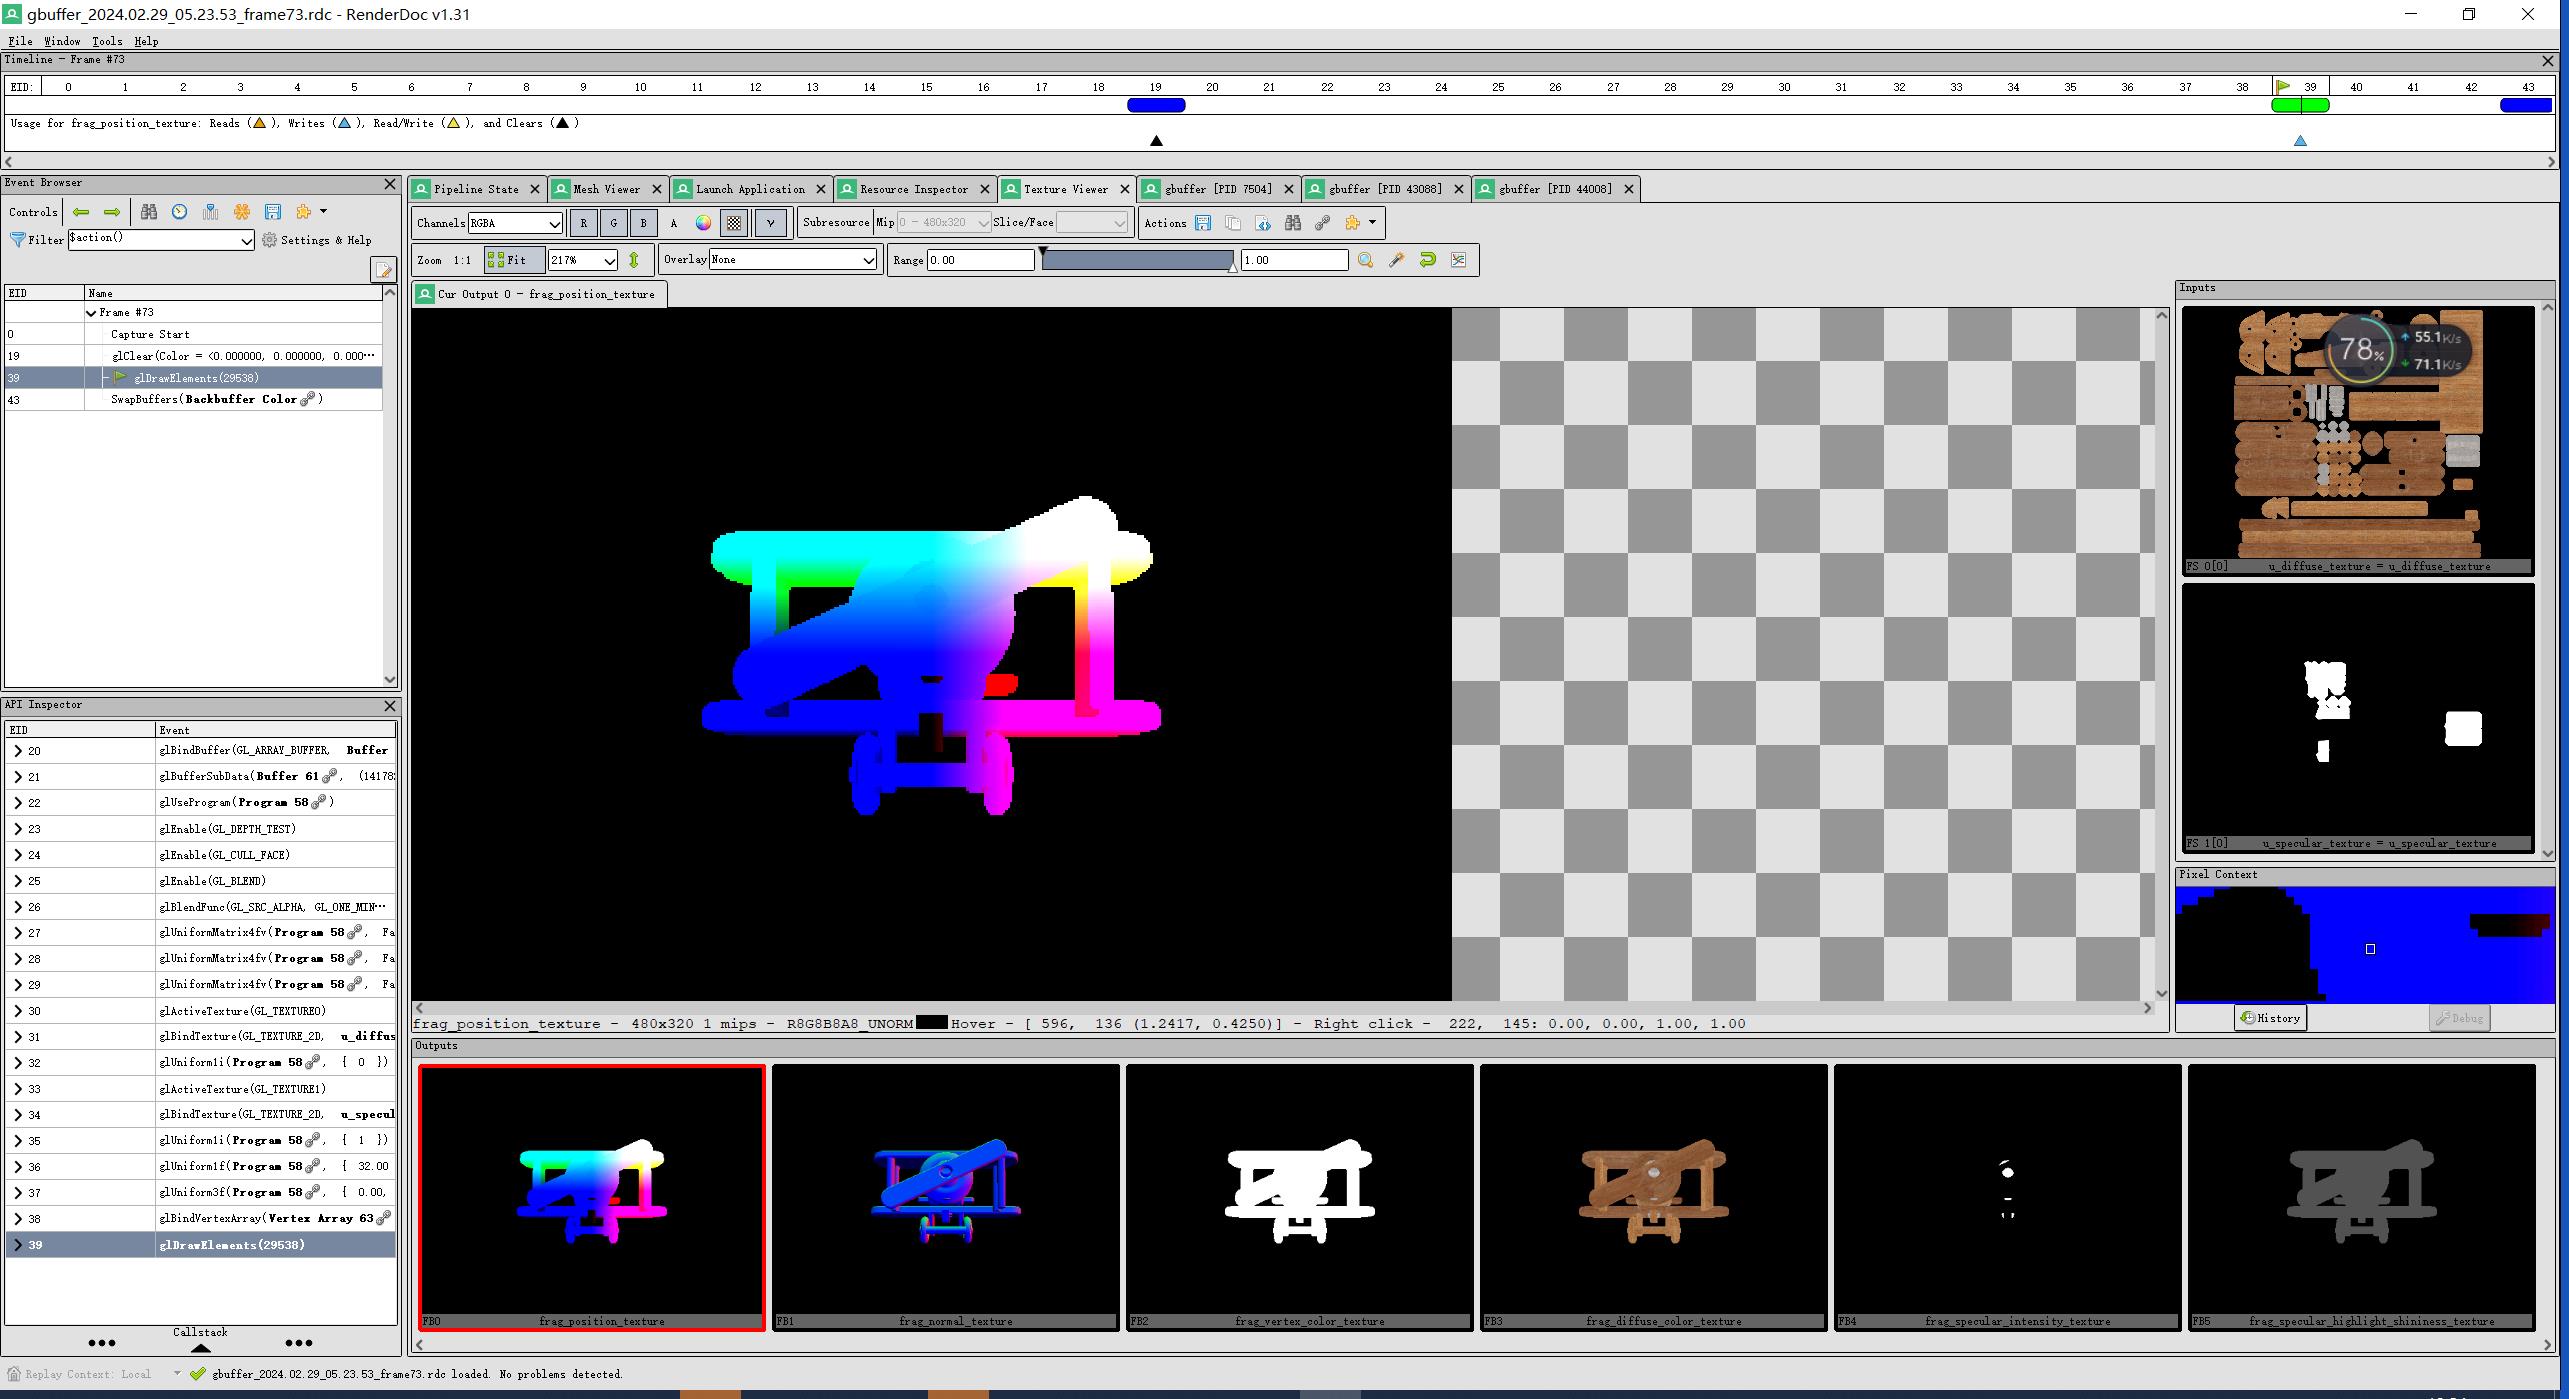 gbuffer_2024.02.29_05.23.53_frame73.rdc - RenderDoc v1.31
File Window Tools Help
Timeline - Frame #73
EID: 0 1 2 3 4 5 6 7 8 9 10 11 12 13 14 15 16 17 18 19 20 21 22 23 24 25 26 27 28 29 30 31 32 33 34 35 36 37 38 39 40 41 42 43
Usage for frag_position_texture: Reads ( ), Writes ( ), Read/Write ( ), and Clears ( )
Event Browser
Controls
Filter $action() Settings & Help
EID Name
Frame #73
0 Capture Start
19 glClear(Color = <0.000000, 0.000000, 0.000...
39 glDrawElements(29538)
43 SwapBuffers(Backbuffer Color )
API Inspector
EID Event
20 glBindBuffer(GL_ARRAY_BUFFER, Buffer
21 glBufferSubData(Buffer 61 , (14178
22 glUseProgram(Program 58 )
23 glEnable(GL_DEPTH_TEST)
24 glEnable(GL_CULL_FACE)
25 glEnable(GL_BLEND)
26 glBlendFunc(GL_SRC_ALPHA, GL_ONE_MIN...
27 glUniformMatrix4fv(Program 58 , Fa
28 glUniformMatrix4fv(Program 58 , Fa
29 glUniformMatrix4fv(Program 58 , Fa
30 glActiveTexture(GL_TEXTURE0)
31 glBindTexture(GL_TEXTURE_2D, u_diffus
32 glUniform1i(Program 58 , { 0 })
33 glActiveTexture(GL_TEXTURE1)
34 glBindTexture(GL_TEXTURE_2D, u_specul
35 glUniform1i(Program 58 , { 1 })
36 glUniform1f(Program 58 , { 32.00
37 glUniform3f(Program 58 , { 0.00,
38 glBindVertexArray(Vertex Array 63
39 glDrawElements(29538)
Callstack
Pipeline State Mesh Viewer Launch Application Resource Inspector Texture Viewer gbuffer [PID 7504] gbuffer [PID 43088] gbuffer [PID 44008]
Channels RGBA R G B A γ Subresource Mip 0 - 480x320 Slice/Face Actions
Zoom 1:1 Fit 217% Overlay None Range 0.00 1.00
Cur Output 0 - frag_position_texture
frag_position_texture - 480x320 1 mips - R8G8B8A8_UNORM Hover - [ 596, 136 (1.2417, 0.4250)] - Right click - 222, 145: 0.00, 0.00, 1.00, 1.00
Inputs
78% 55.1K/s
71.1K/s
FS 0[0] u_diffuse_texture = u_diffuse_texture
FS 1[0] u_specular_texture = u_specular_texture
Pixel Context
History Debug
Outputs
FB0 frag_position_texture
FB1 frag_normal_texture
FB2 frag_vertex_color_texture
FB3 frag_diffuse_color_texture
FB4 frag_specular_intensity_texture
FB5 frag_specular_highlight_shininess_texture
Replay Context: Local gbuffer_2024.02.29_05.23.53_frame73.rdc loaded. No problems detected.